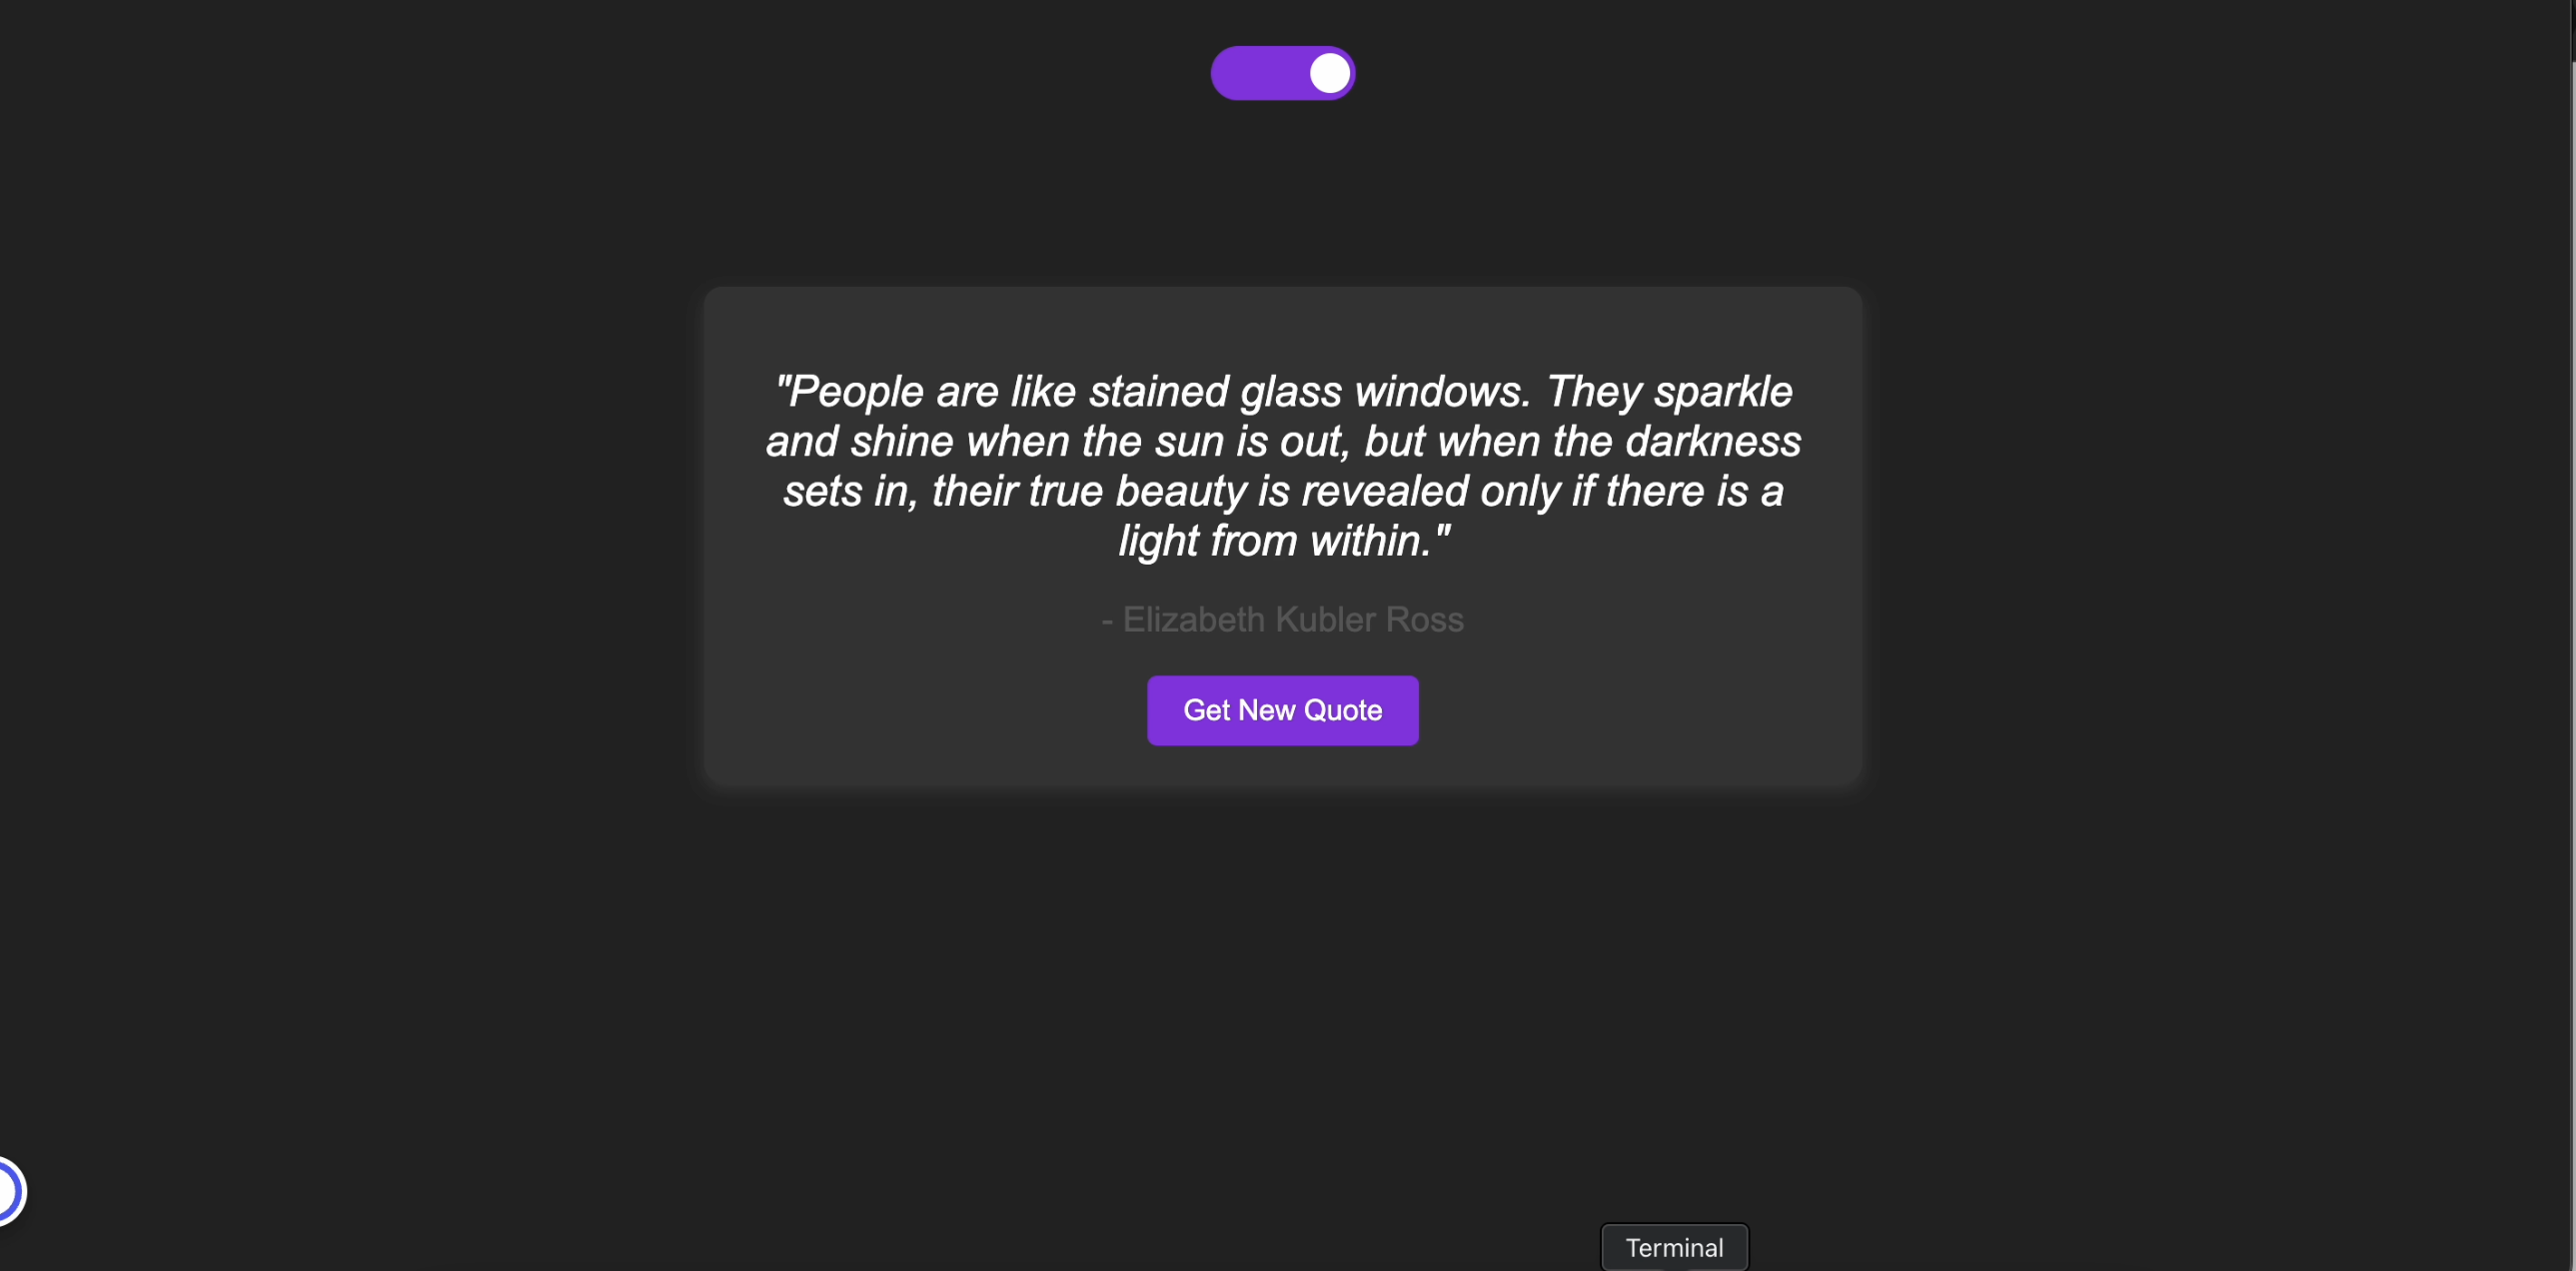 "People are like stained glass windows. They sparkle
and shine when the sun is out, but when the darkness
sets in, their true beauty is revealed only if there is a
light from within."
- Elizabeth Kubler Ross
Get New Quote
Terminal